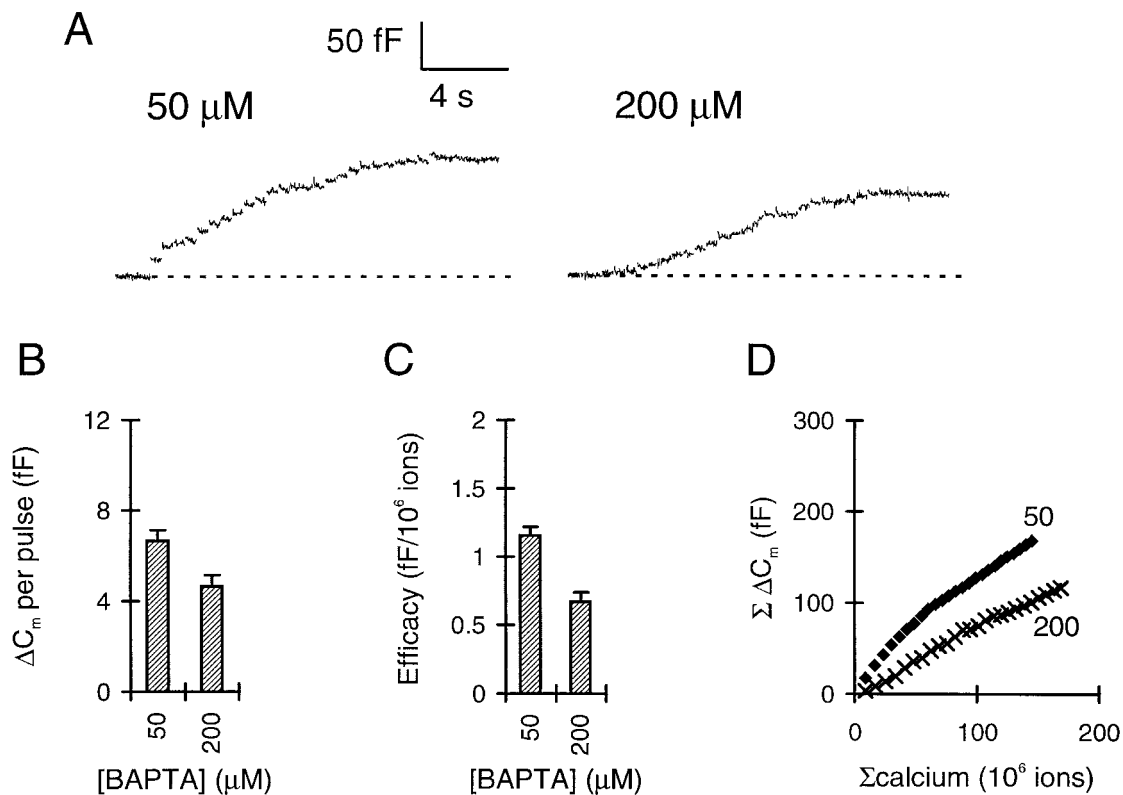 A
50 fF
4 s
50 μM
200 μM
B
ΔCm per pulse (fF)
12
8
4
0
50
200
[BAPTA] (μM)
C
Efficacy (fF/10⁶ ions)
2
1.5
1
0.5
0
50
200
[BAPTA] (μM)
D
Σ ΔCm (fF)
300
200
100
0
50
200
0
100
200
Σcalcium (10⁶ ions)